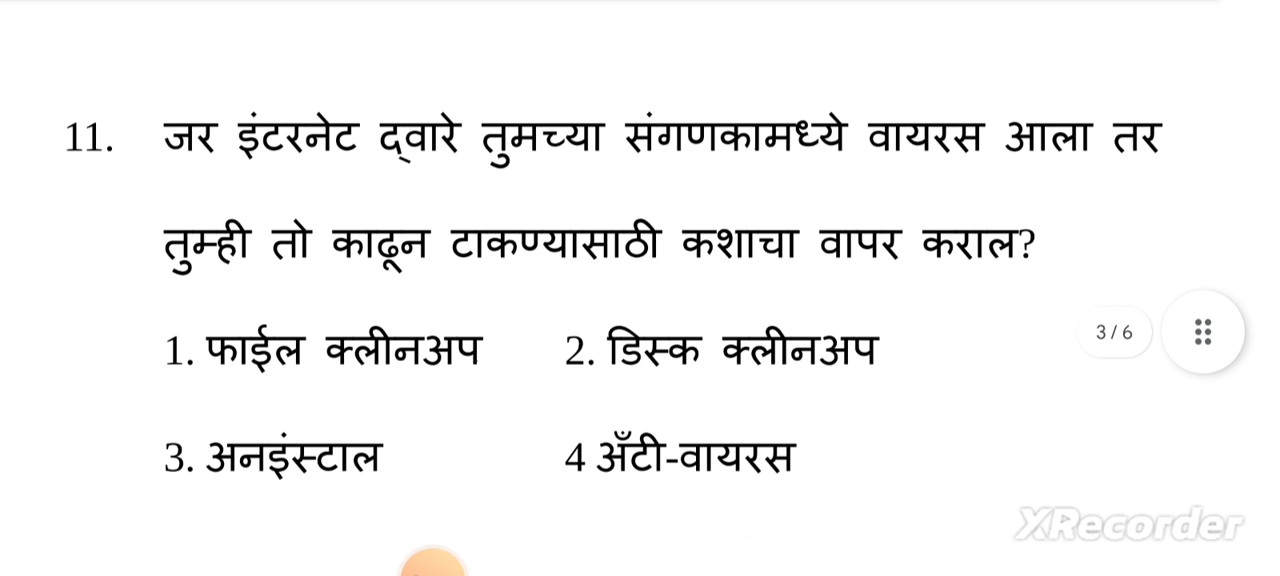 11. जर इंटरनेट द्वारे तुमच्या संगणकामध्ये वायरस आला तर
तुम्ही तो काढून टाकण्यासाठी कशाचा वापर कराल?
1. फाईल क्लीनअप 2. डिस्क क्लीनअप
3 / 6
3. अनइंस्टाल 4 अँटी-वायरस
XRecorder